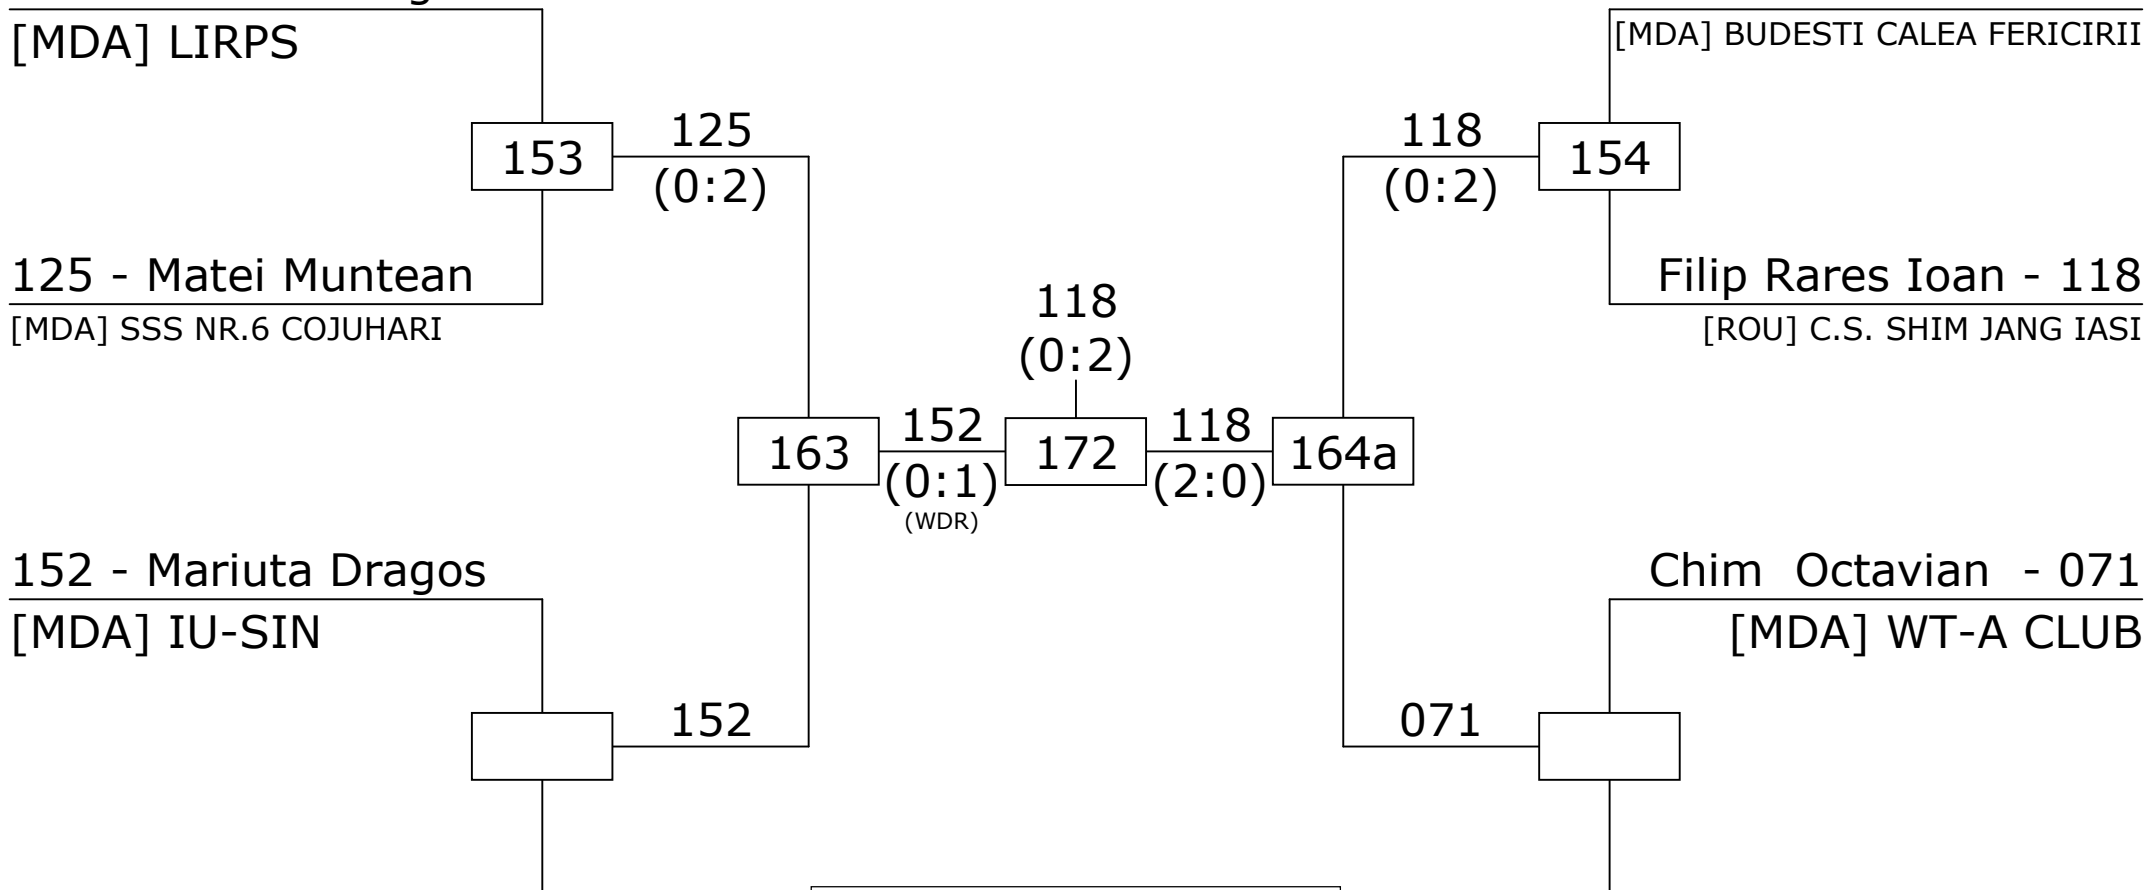 [MDA] LIRPS
[MDA] BUDESTI CALEA FERICIRII
125
153
(0:2)
118
154
(0:2)
125 - Matei Muntean
[MDA] SSS NR.6 COJUHARI
Filip Rares Ioan - 118
[ROU] C.S. SHIM JANG IASI
118
(0:2)
163
152
(0:1)
(WDR)
172
118
(2:0)
164a
152 - Mariuta Dragos
[MDA] IU-SIN
Chim Octavian - 071
[MDA] WT-A CLUB
152
071